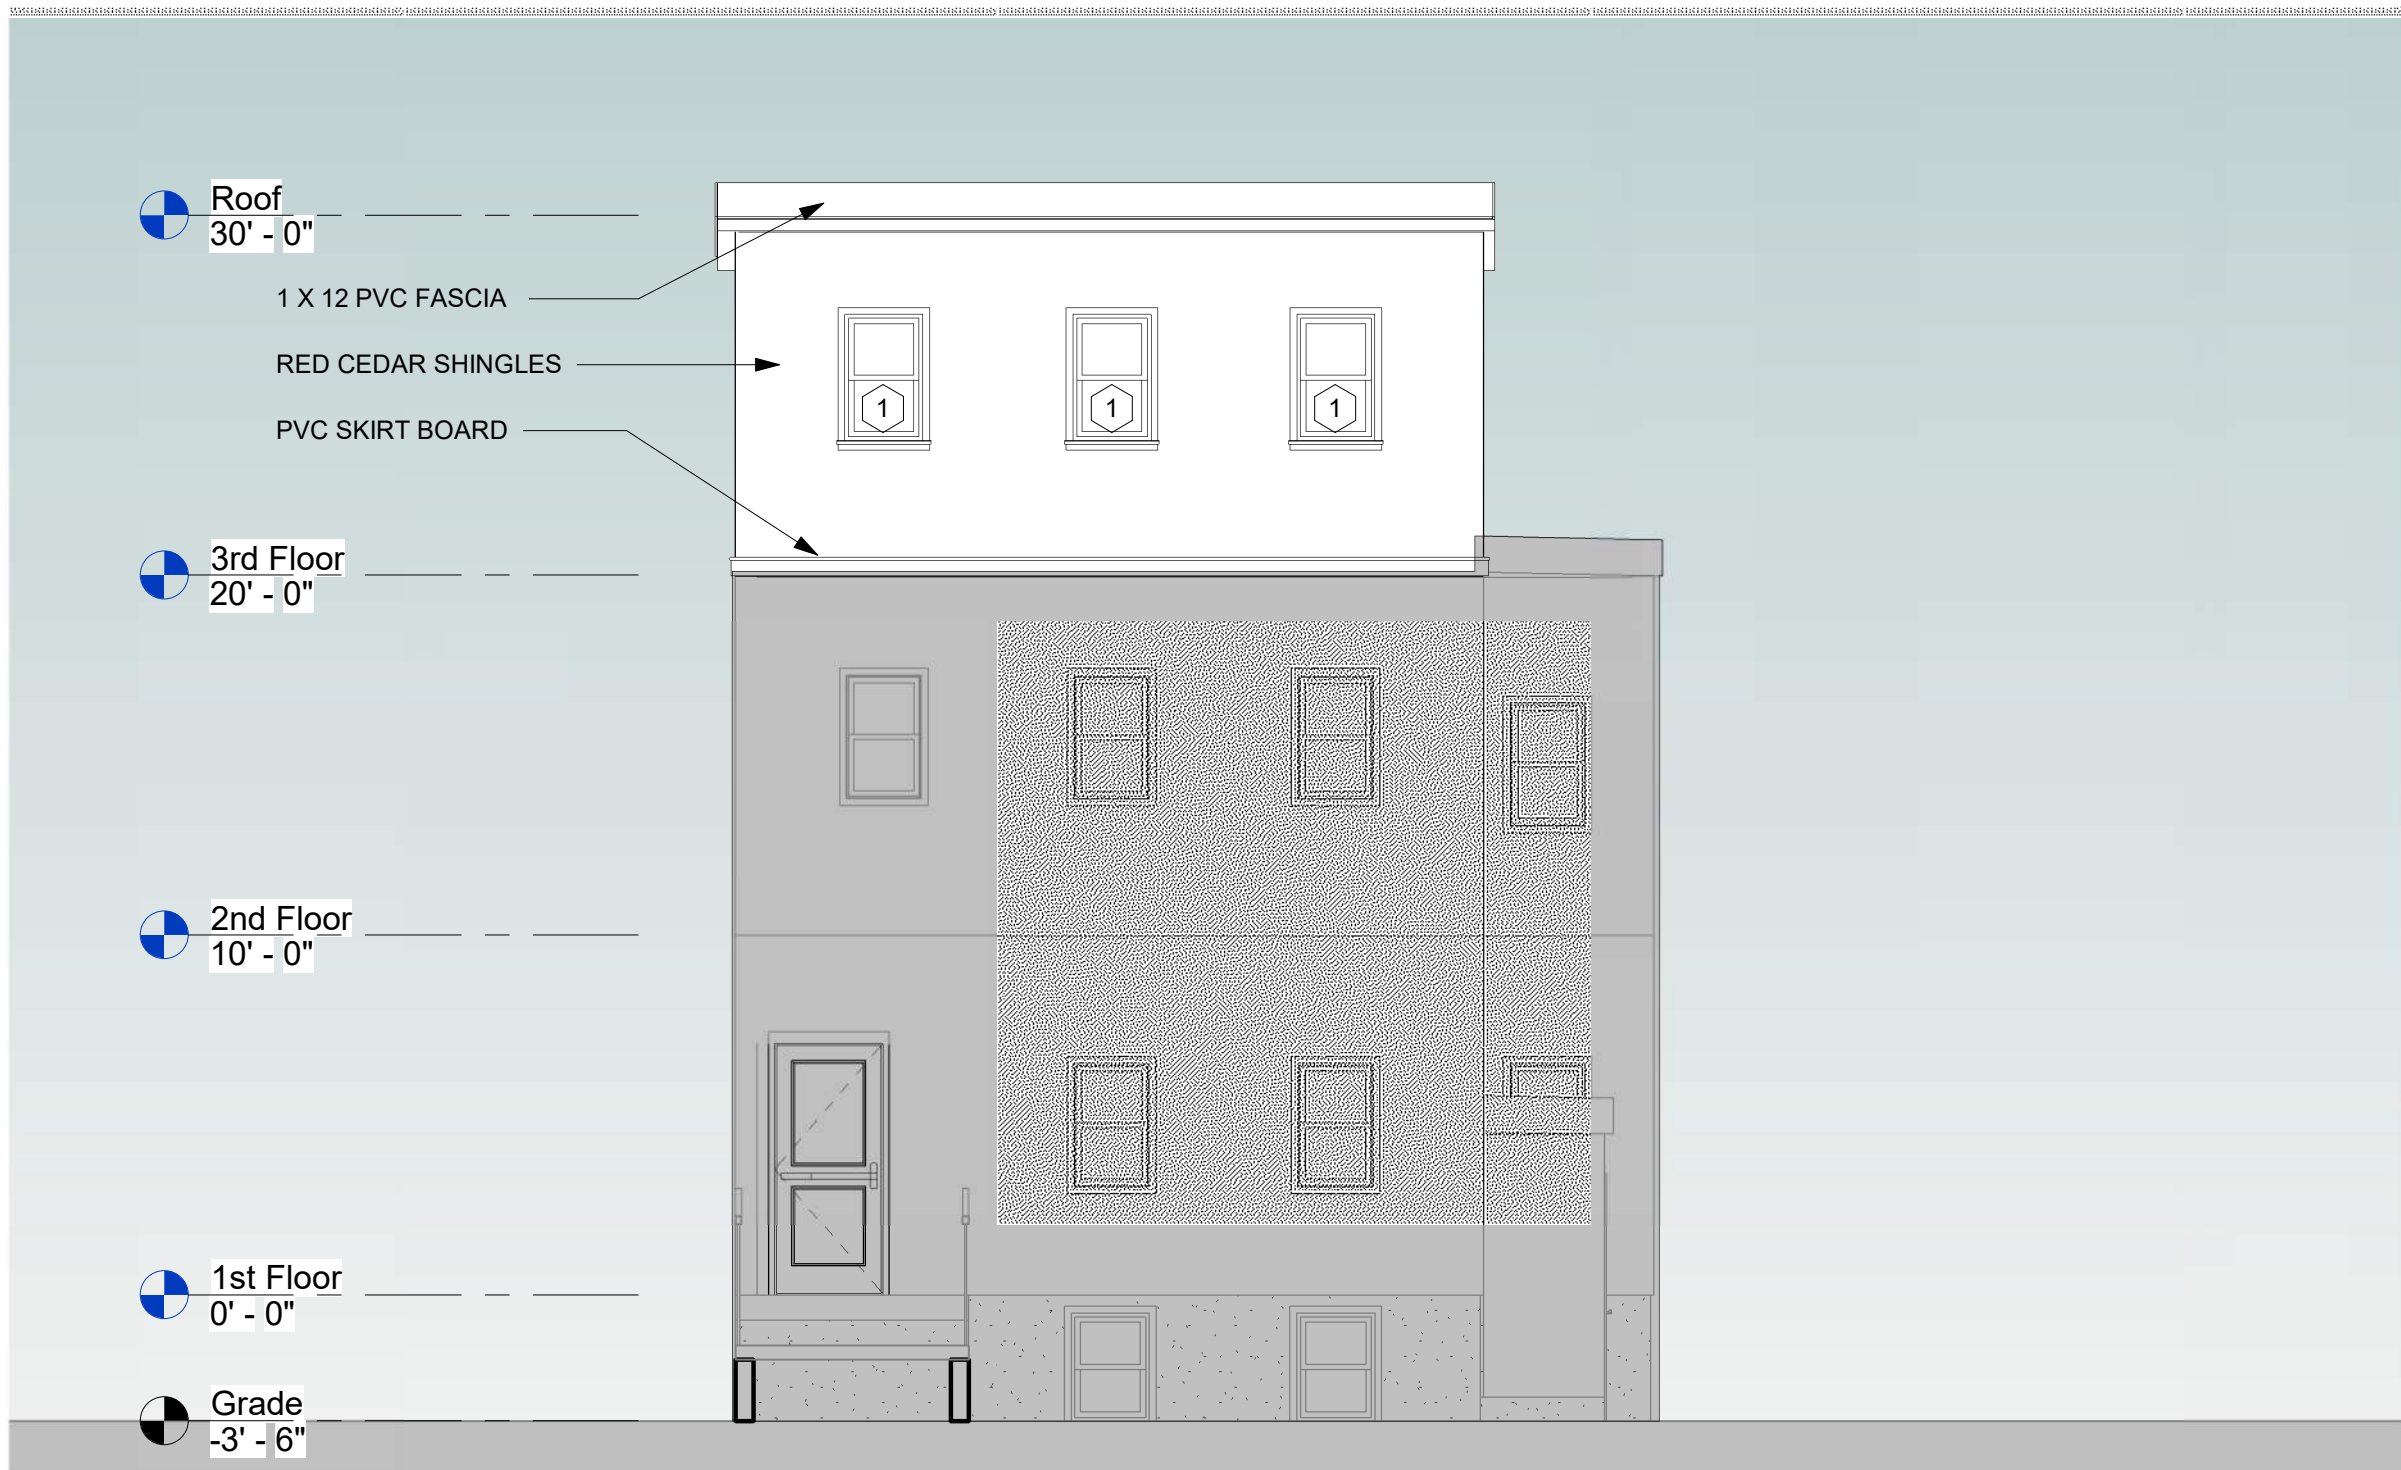 Roof
30' - 0"
1 X 12 PVC FASCIA
RED CEDAR SHINGLES
1
1
1
PVC SKIRT BOARD
3rd Floor
20' - 0"
2nd Floor
10' - 0"
1st Floor
0' - 0"
Grade
-3' - 6"